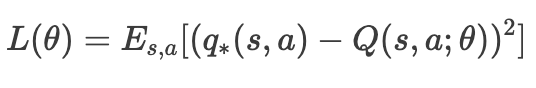 L(θ) = E_{s,a}[(q_*(s, a) − Q(s, a; θ))²]